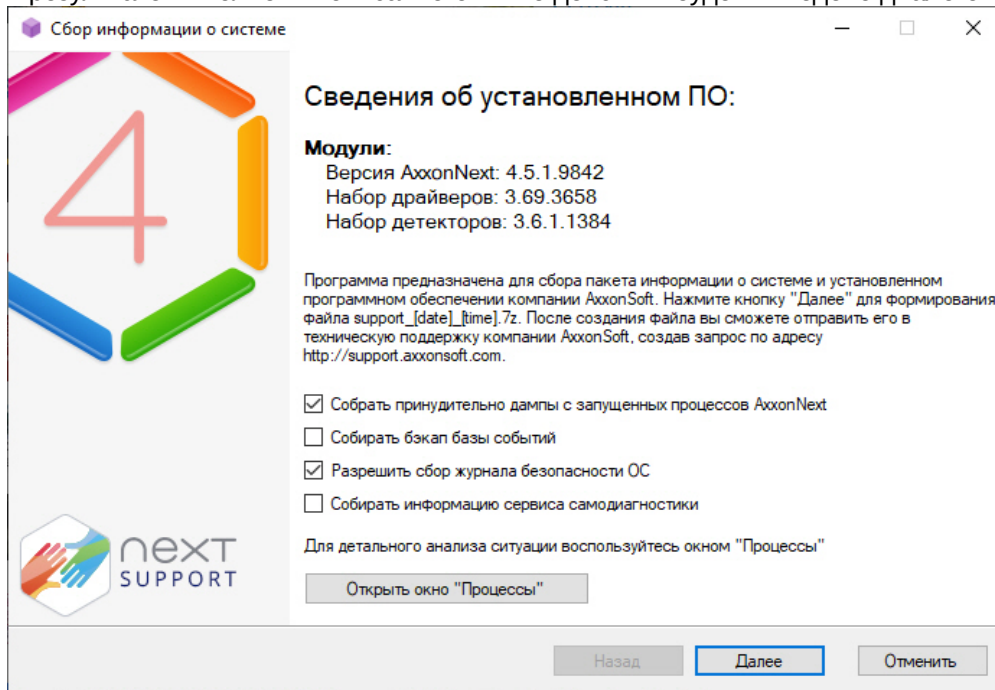 Сбор информации о системе
4
Сведения об установленном ПО:
Модули:
Версия AxxonNext: 4.5.1.9842
Набор драйверов: 3.69.3658
Набор детекторов: 3.6.1.1384
Программа предназначена для сбора пакета информации о системе и установленном
программном обеспечении компании AxxonSoft. Нажмите кнопку "Далее" для формирования
файла support_[date]_[time].7z. После создания файла вы сможете отправить его в
техническую поддержку компании AxxonSoft, создав запрос по адресу
http://support.axxonsoft.com.
Собрать принудительно дампы с запущенных процессов AxxonNext
Собирать бэкап базы событий
Разрешить сбор журнала безопасности ОС
Собирать информацию сервиса самодиагностики
Для детального анализа ситуации воспользуйтесь окном "Процессы"
Открыть окно "Процессы"
next
SUPPORT
Назад
Далее
Отменить